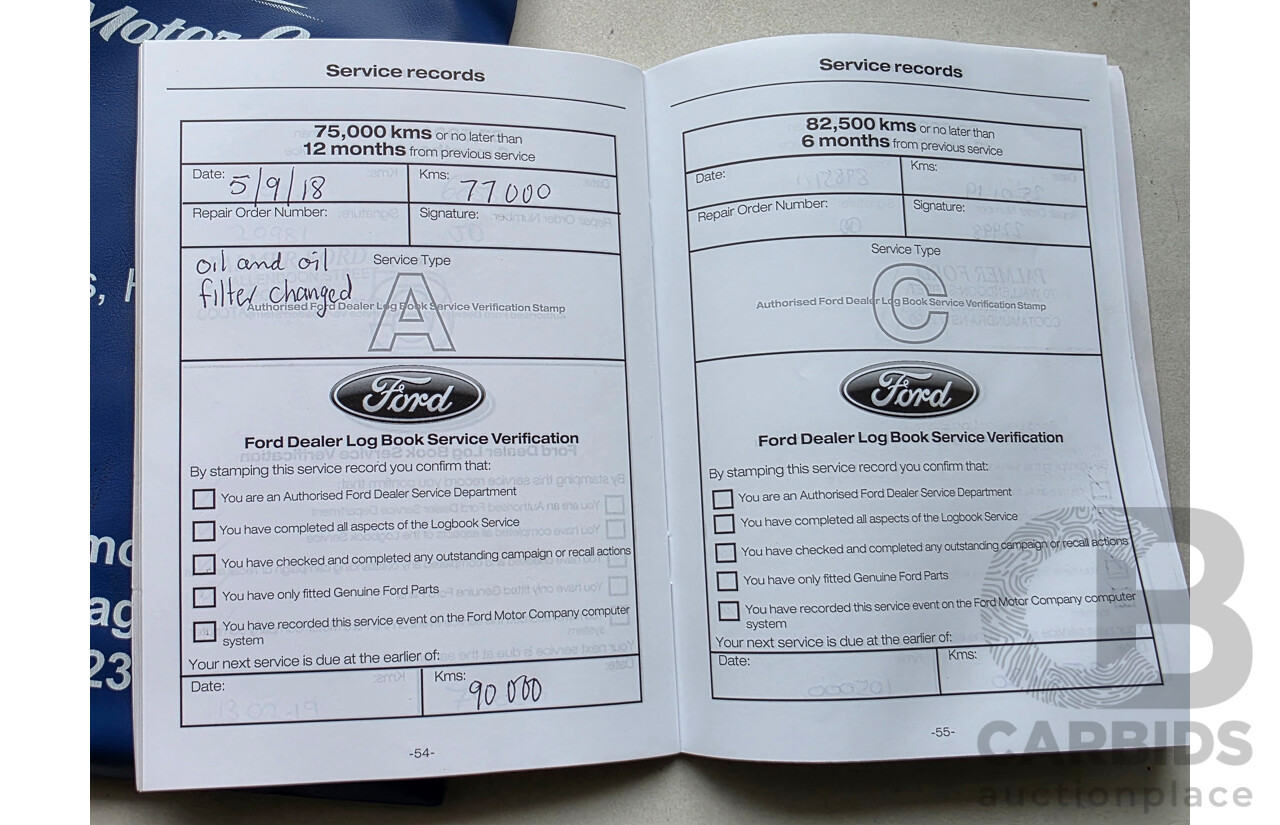 Motor
Service records
75,000 kms or no later than
12 months from previous service
Date: 5/9/18
Kms: 77000
Repair Order Number:
Signature:
oil and oil
filter changed
Service Type
A
Authorised Ford Dealer Log Book Service Verification Stamp
Ford
Ford Dealer Log Book Service Verification
By stamping this service record you confirm that:
You are an Authorised Ford Dealer Service Department
You have completed all aspects of the Logbook Service
You have checked and completed any outstanding campaign or recall actions
You have only fitted Genuine Ford Parts
You have recorded this service event on the Ford Motor Company computer
system
Your next service is due at the earlier of:
Date:
Kms: 90 000
-54-
Service records
82,500 kms or no later than
6 months from previous service
Date:
Kms:
Repair Order Number:
Signature:
Service Type
C
Authorised Ford Dealer Log Book Service Verification Stamp
Ford
Ford Dealer Log Book Service Verification
By stamping this service record you confirm that:
You are an Authorised Ford Dealer Service Department
You have completed all aspects of the Logbook Service
You have checked and completed any outstanding campaign or recall actions
You have only fitted Genuine Ford Parts
You have recorded this service event on the Ford Motor Company computer
system
Your next service is due at the earlier of:
Date:
Kms:
-55-
CB
CARBIDS
auctionplace